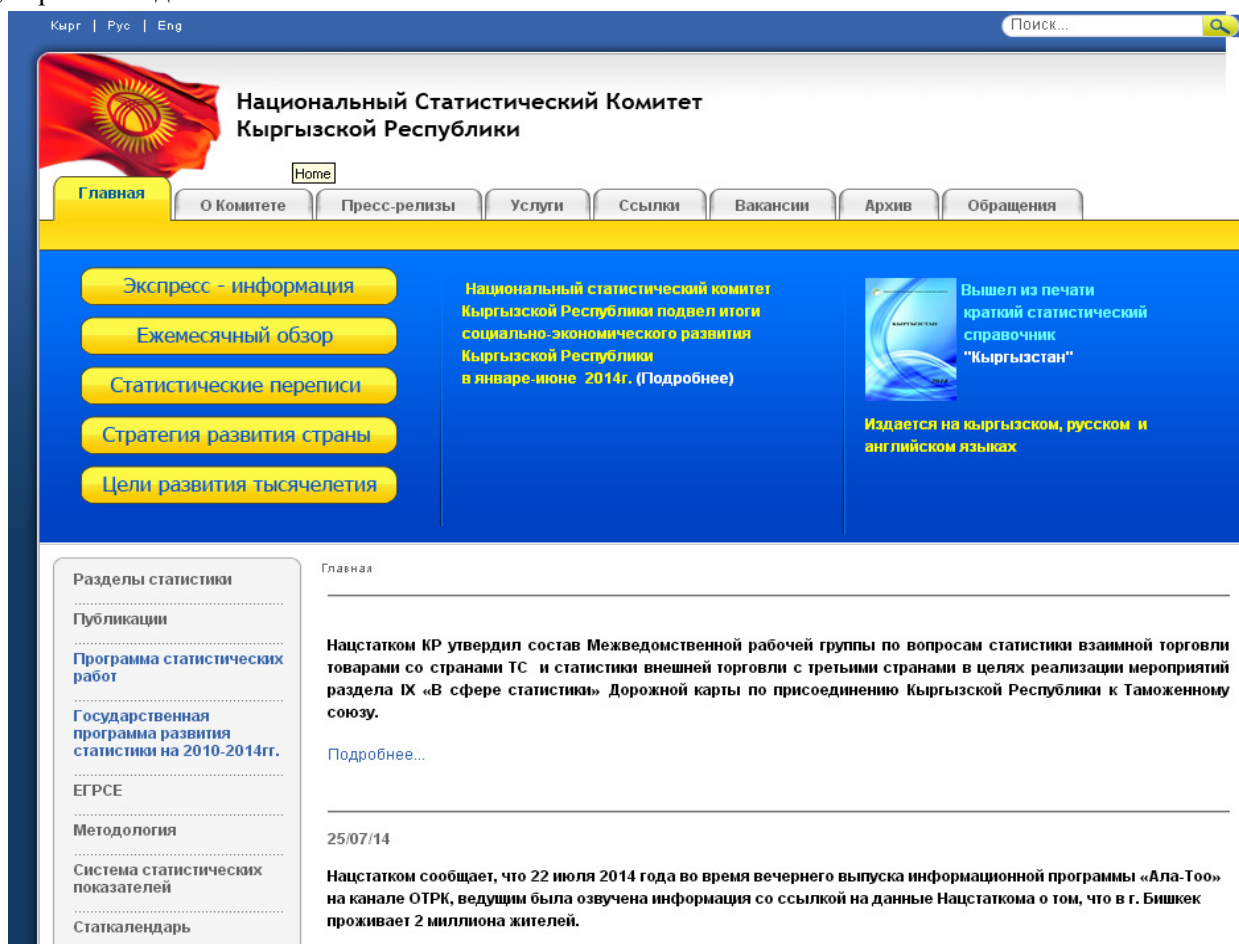 Кырг | Рус | Eng
Поиск...
Национальный Статистический Комитет
Кыргызской Республики
Home
Главная
О Комитете
Пресс-релизы
Услуги
Ссылки
Вакансии
Архив
Обращения
Экспресс - информация
Ежемесячный обзор
Статистические переписи
Стратегия развития страны
Цели развития тысячелетия
Национальный статистический комитет
Кыргызской Республики подвел итоги
социально-экономического развития
Кыргызской Республики
в январе-июне 2014г. (Подробнее)
КЫРГЫЗСТАН
2014
Вышел из печати
краткий статистический
справочник
"Кыргызстан"
Издается на кыргызском, русском и
английском языках
Разделы статистики
Публикации
Программа статистических
работ
Государственная
программа развития
статистики на 2010-2014гг.
ЕГРСЕ
Методология
Система статистических
показателей
Статкалендарь
Главная
Нацстатком КР утвердил состав Межведомственной рабочей группы по вопросам статистики взаимной торговли
товарами со странами ТС и статистики внешней торговли с третьими странами в целях реализации мероприятий
раздела IX «В сфере статистики» Дорожной карты по присоединению Кыргызской Республики к Таможенному
союзу.
Подробнее...
25/07/14
Нацстатком сообщает, что 22 июля 2014 года во время вечернего выпуска информационной программы «Ала-Тоо»
на канале ОТРК, ведущим была озвучена информация со ссылкой на данные Нацстаткома о том, что в г. Бишкек
проживает 2 миллиона жителей.